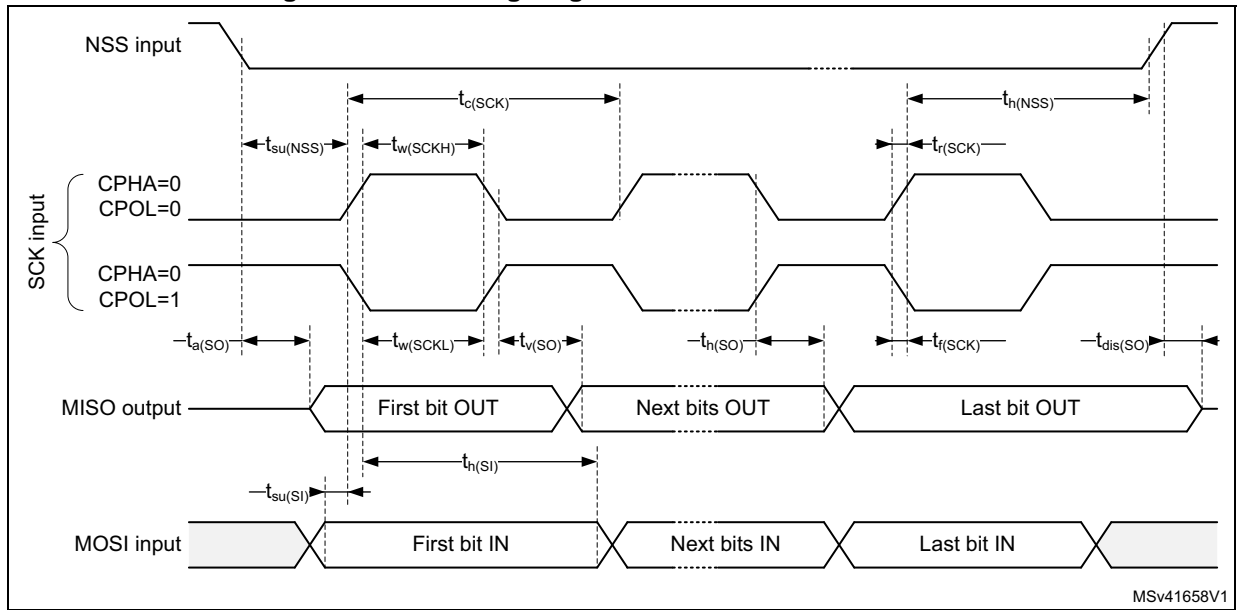 NSS input
tc(SCK)
th(NSS)
tsu(NSS)
tw(SCKH)
tr(SCK)
SCK input
CPHA=0
CPOL=0
CPHA=0
CPOL=1
ta(SO)
tw(SCKL)
tv(SO)
th(SO)
tf(SCK)
tdis(SO)
MISO output
First bit OUT
Next bits OUT
Last bit OUT
th(SI)
tsu(SI)
MOSI input
First bit IN
Next bits IN
Last bit IN
MSv41658V1